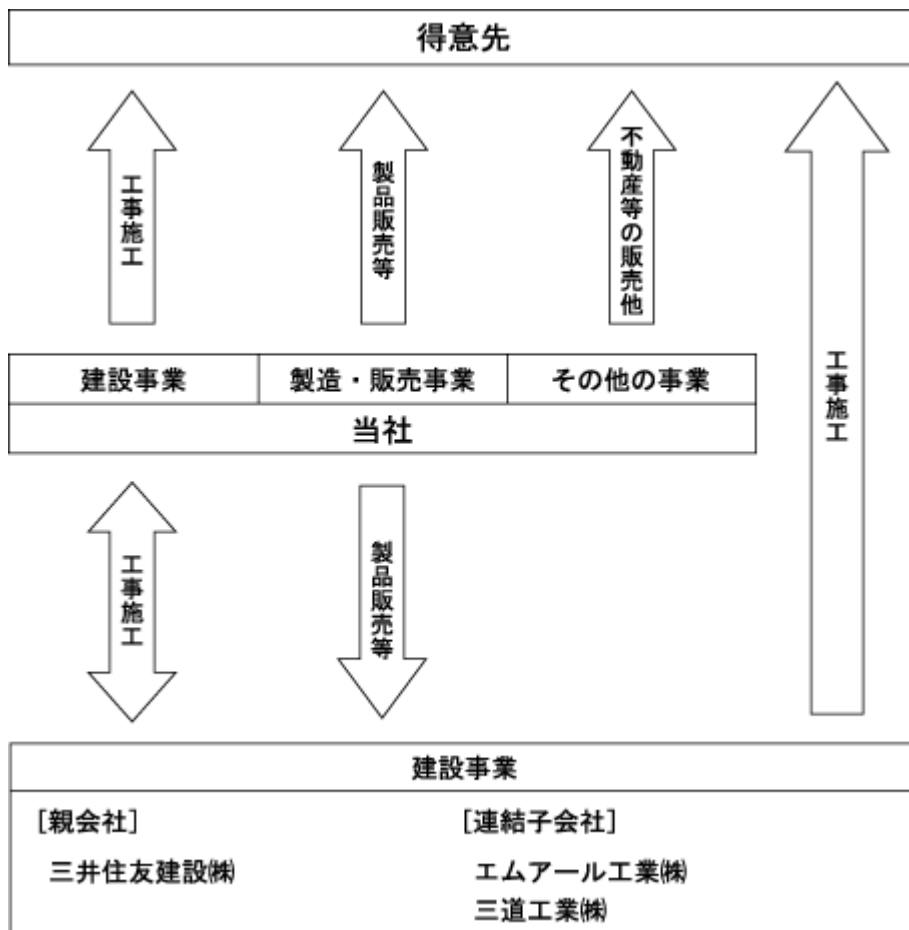 得意先
工事施工
製品販売等
不動産等の販売他
工事施工
建設事業
製造・販売事業
その他の事業
当社
工事施工
製品販売等
建設事業
[親会社]
[連結子会社]
三井住友建設㈱
エムアール工業㈱
三道工業㈱